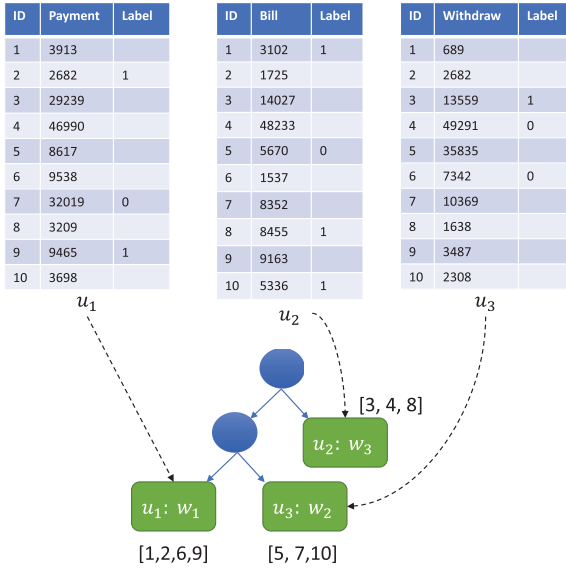 ID Payment Label
1 3913
2 2682 1
3 29239
4 46990
5 8617
6 9538
7 32019 0
8 3209
9 9465 1
10 3698
u₁
ID Bill Label
1 3102 1
2 1725
3 14027
4 48233
5 5670 0
6 1537
7 8352
8 8455 1
9 9163
10 5336 1
u₂
ID Withdraw Label
1 689
2 2682
3 13559 1
4 49291 0
5 35835
6 7342 0
7 10369
8 1638
9 3487
10 2308
u₃
[3, 4, 8]
u₂: w₃
u₁: w₁
u₃: w₂
[1,2,6,9]
[5, 7,10]